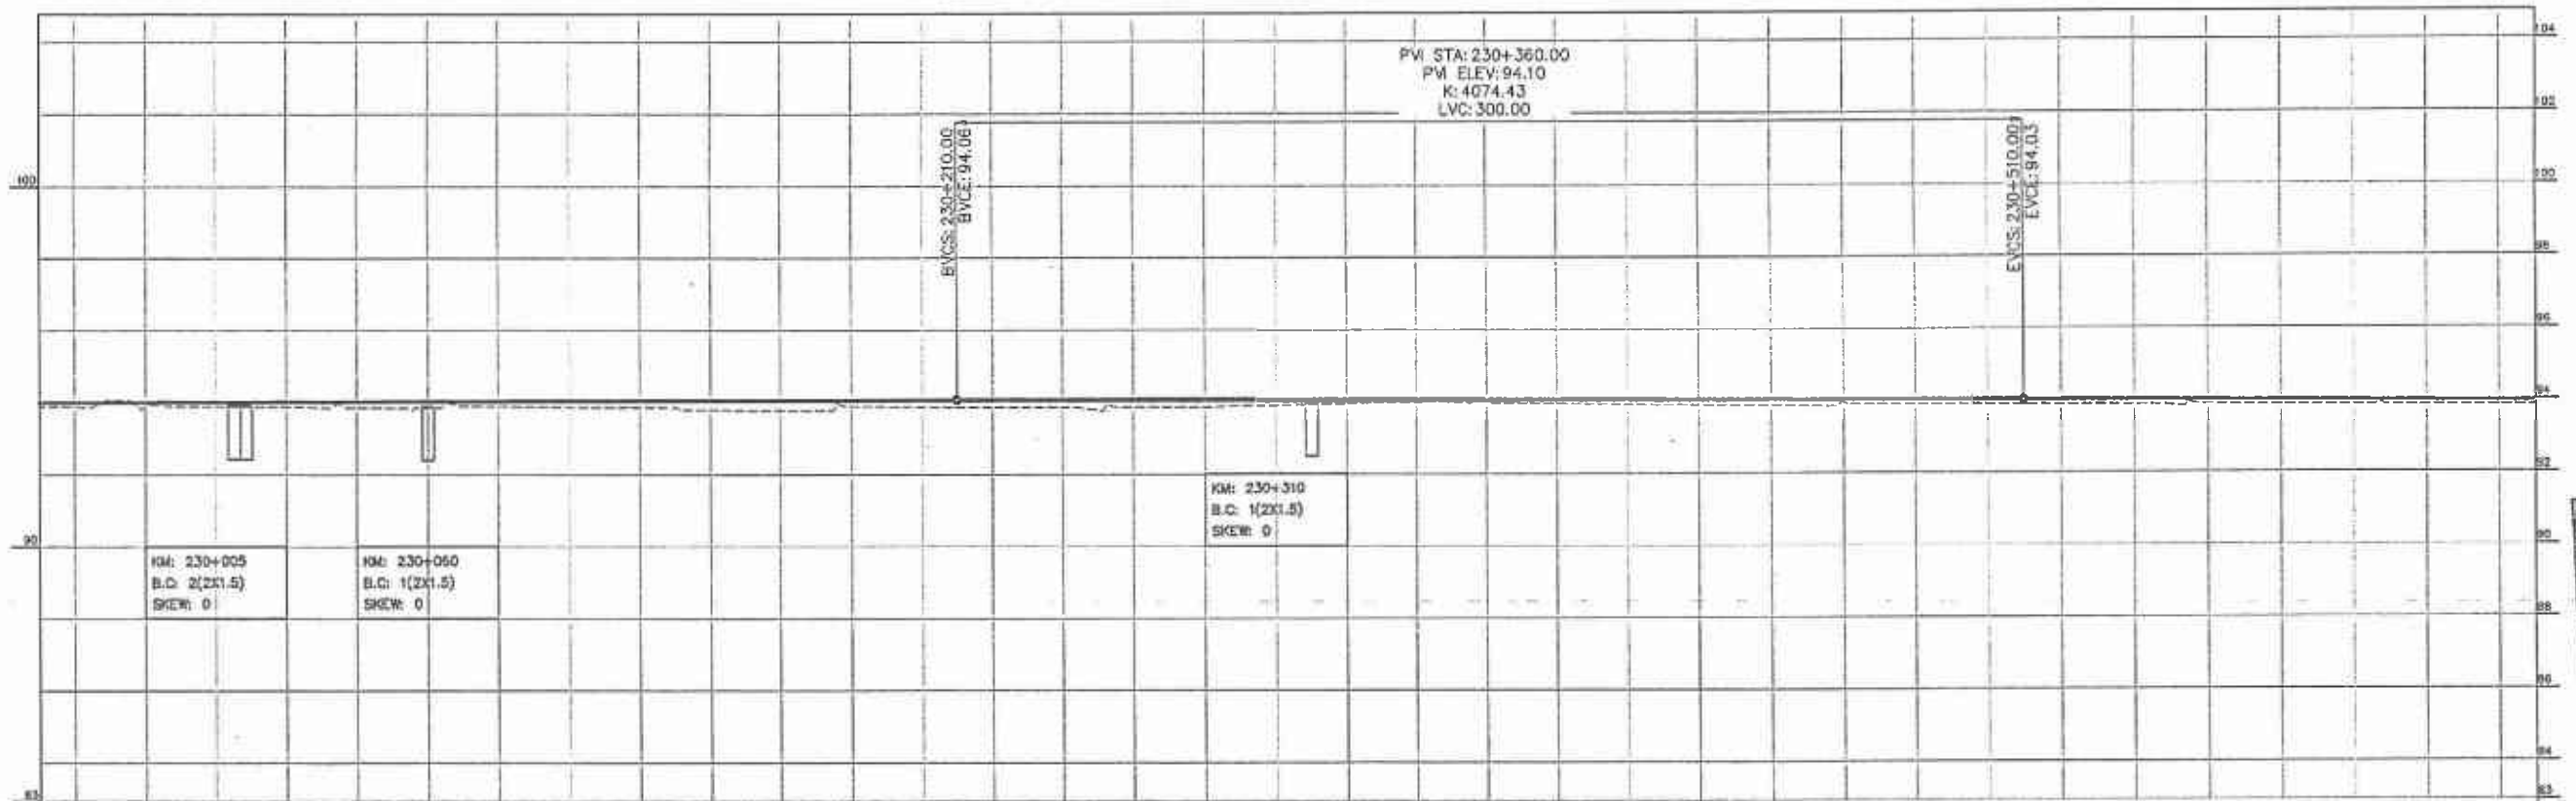 PVI STA: 230+360.00
PVI ELEV: 94.10
K: 4074.43
LVC: 300.00
BVCS: 230+210.00
BVCE: 94.06
EVCS: 230+510.00
EVCE: 94.03
100
90
83
104
102
100
98
96
94
92
90
88
86
84
83
KM: 230+005
B.C: 2(2X1.5)
SKEW: 0
KM: 230+060
B.C: 1(2X1.5)
SKEW: 0
KM: 230+310
B.C: 1(2X1.5)
SKEW: 0